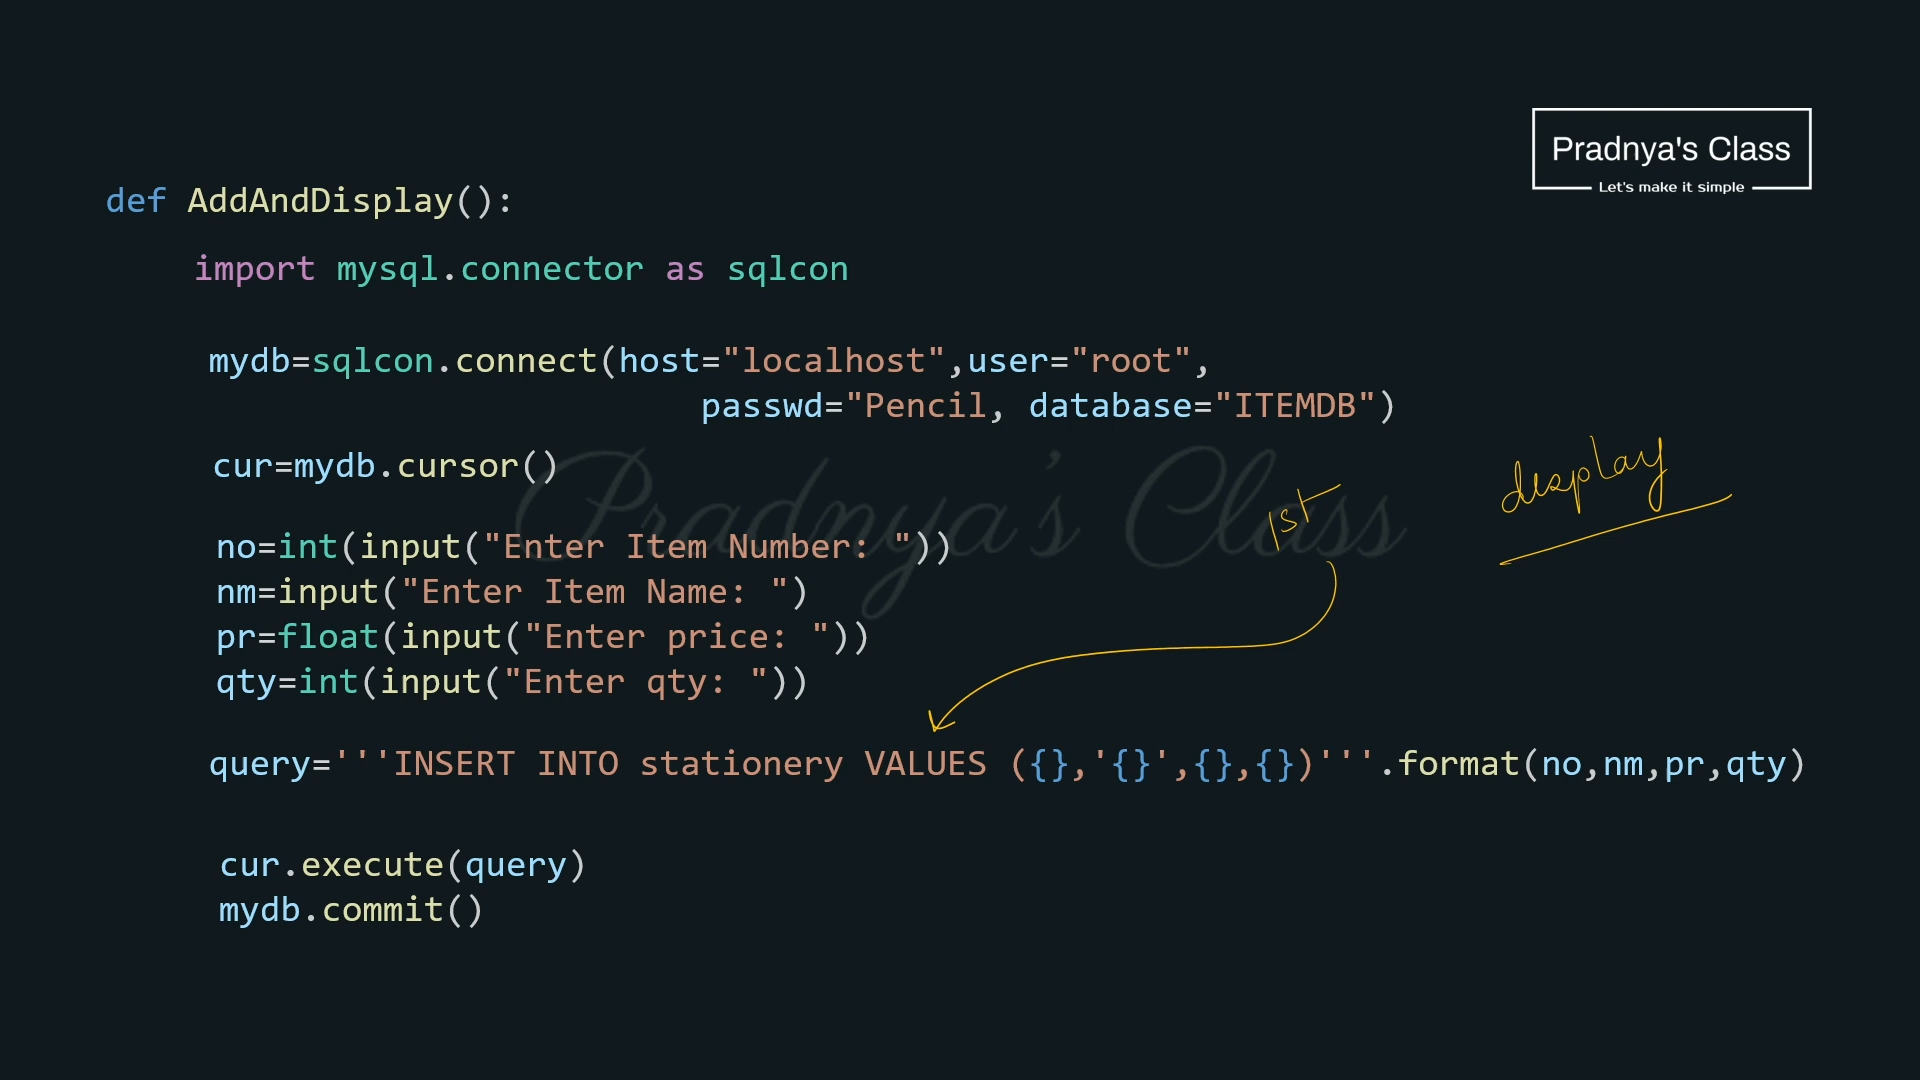 Pradnya's Class
Let's make it simple
def AddAndDisplay():
import mysql.connector as sqlcon
mydb=sqlcon.connect(host="localhost",user="root",
passwd="Pencil, database="ITEMDB")
cur=mydb.cursor()
Pradnya's Class
display
1st
no=int(input("Enter Item Number: "))
nm=input("Enter Item Name: ")
pr=float(input("Enter price: "))
qty=int(input("Enter qty: "))
query='''INSERT INTO stationery VALUES ({},'{}',{},{})'''.format(no,nm,pr,qty)
cur.execute(query)
mydb.commit()